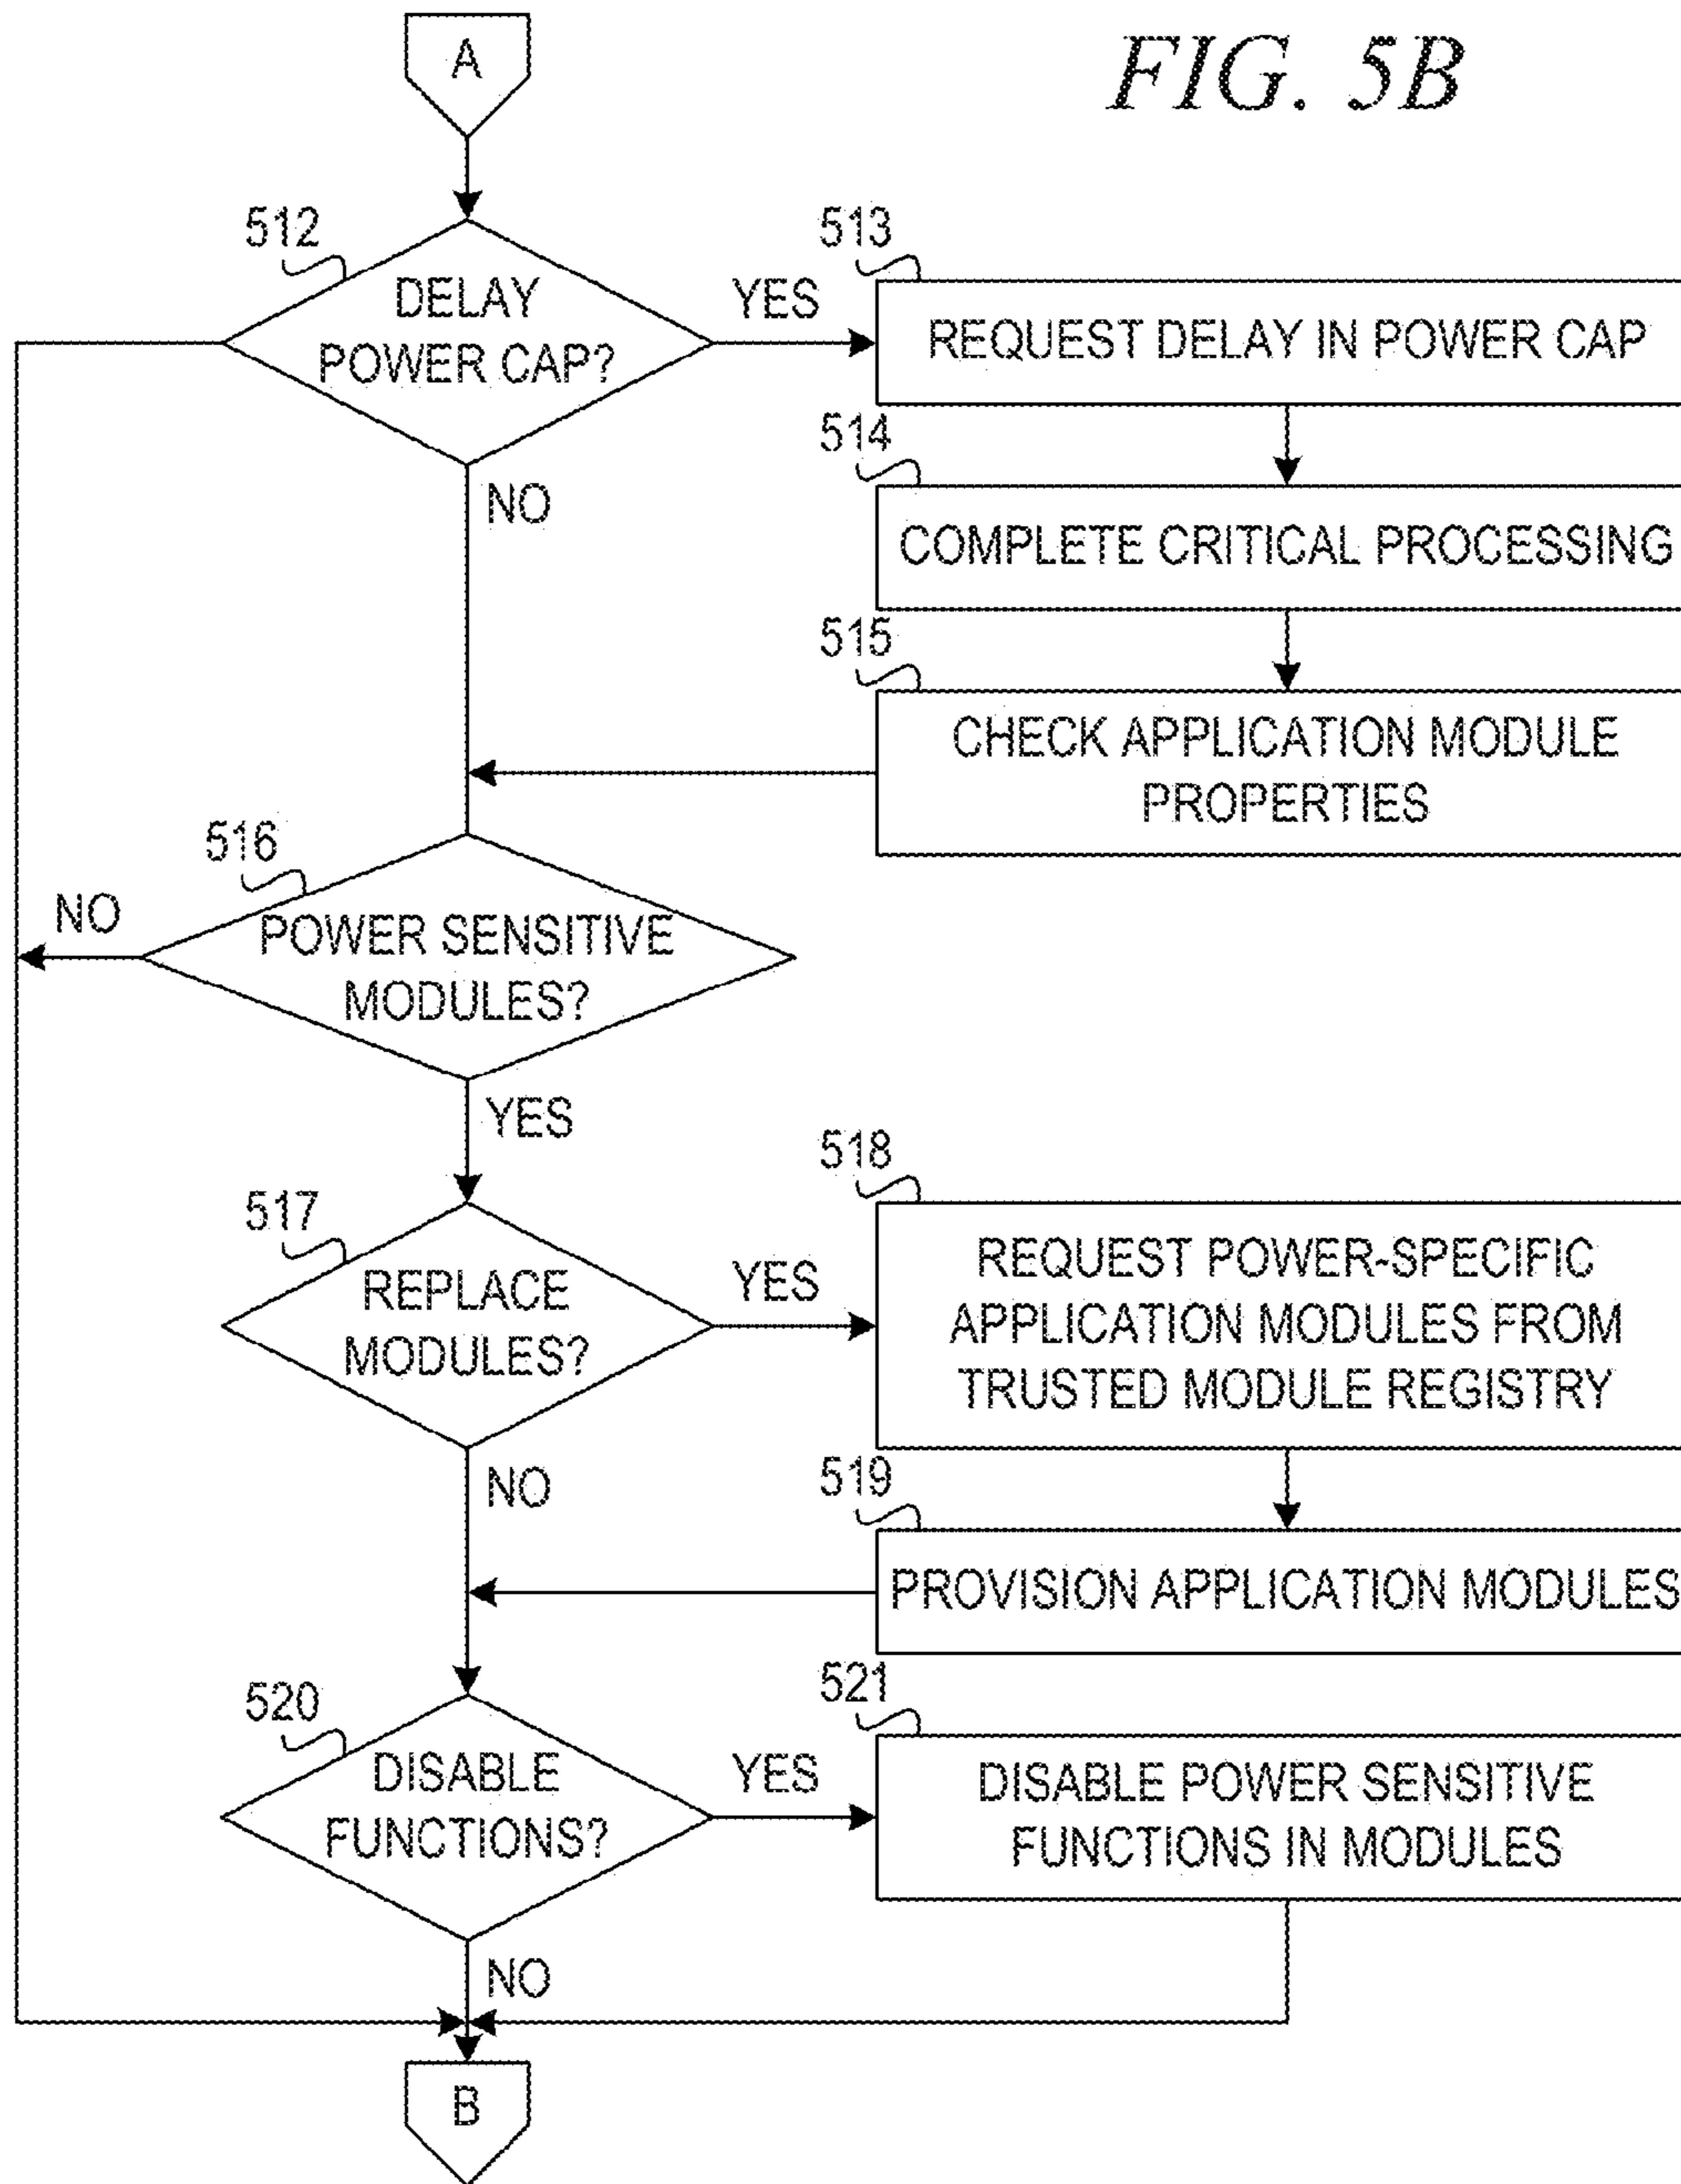 FIG. 5B
A
512
DELAY
POWER CAP?
YES
NO
513
REQUEST DELAY IN POWER CAP
514
COMPLETE CRITICAL PROCESSING
515
CHECK APPLICATION MODULE
PROPERTIES
516
POWER SENSITIVE
MODULES?
NO
YES
517
REPLACE
MODULES?
YES
NO
518
REQUEST POWER-SPECIFIC
APPLICATION MODULES FROM
TRUSTED MODULE REGISTRY
519
PROVISION APPLICATION MODULES
520
DISABLE
FUNCTIONS?
YES
NO
521
DISABLE POWER SENSITIVE
FUNCTIONS IN MODULES
B